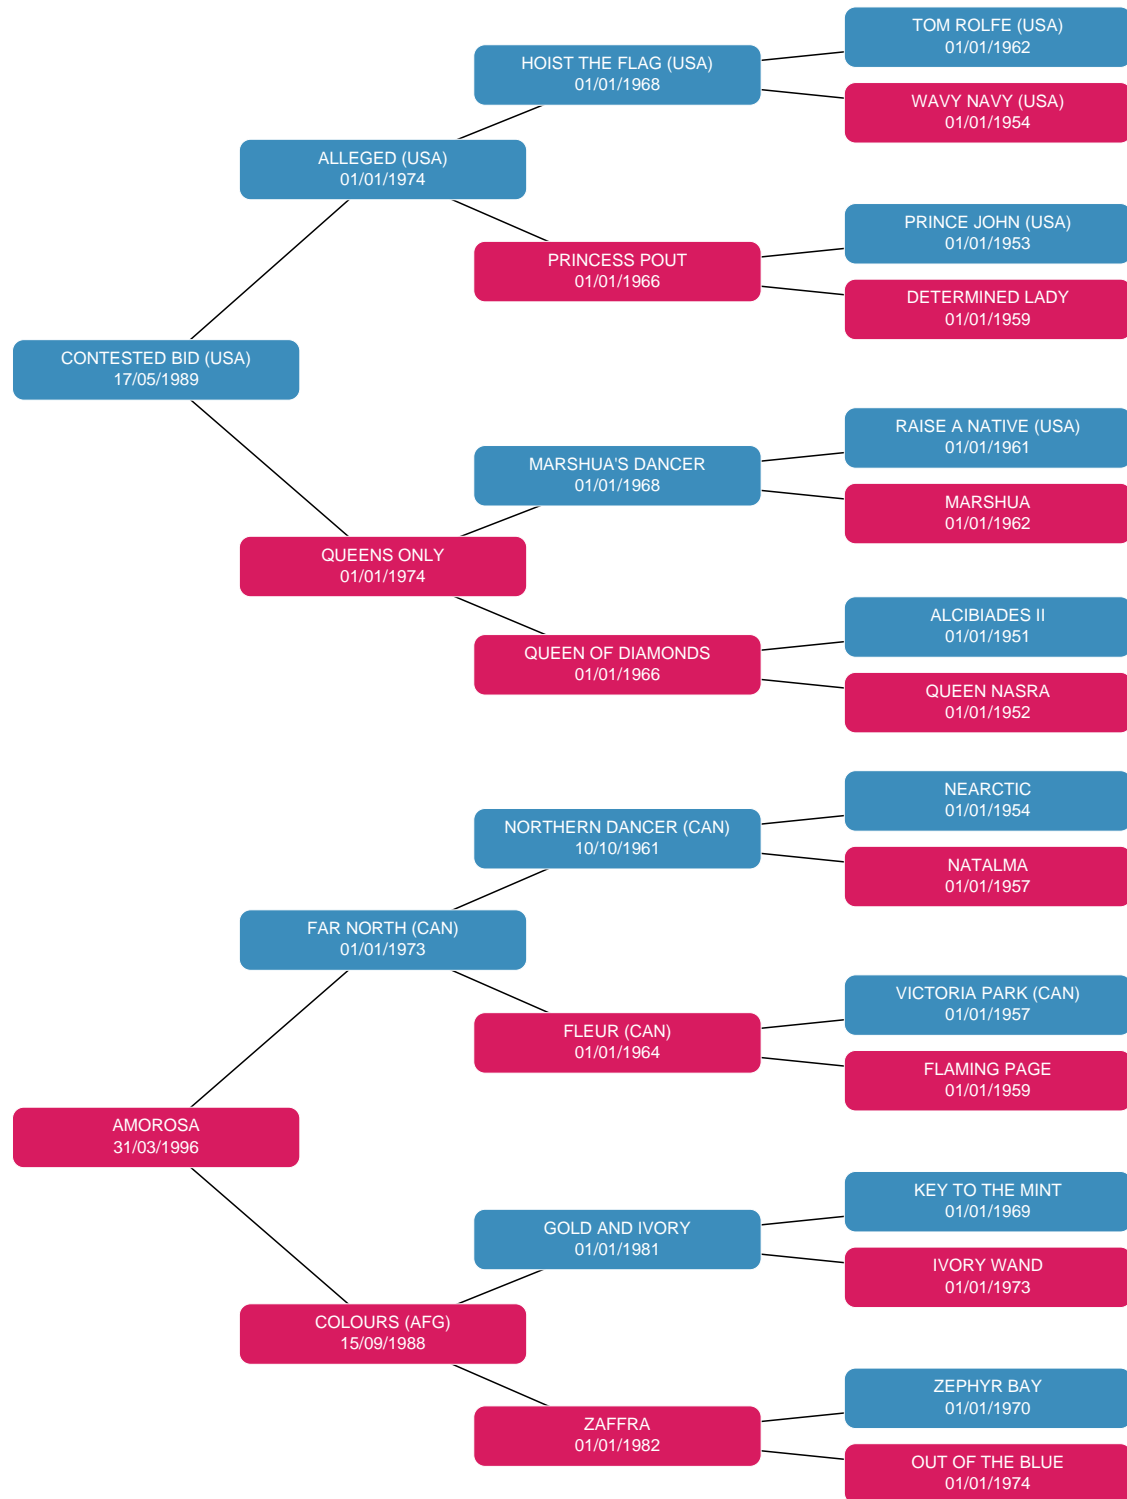 TOM ROLFE (USA)
01/01/1962
HOIST THE FLAG (USA)
01/01/1968
WAVY NAVY (USA)
01/01/1954
ALLEGED (USA)
01/01/1974
PRINCE JOHN (USA)
01/01/1953
PRINCESS POUT
01/01/1966
DETERMINED LADY
01/01/1959
CONTESTED BID (USA)
17/05/1989
RAISE A NATIVE (USA)
01/01/1961
MARSHUA'S DANCER
01/01/1968
MARSHUA
01/01/1962
QUEENS ONLY
01/01/1974
ALCIBIADES II
01/01/1951
QUEEN OF DIAMONDS
01/01/1966
QUEEN NASRA
01/01/1952
NEARCTIC
01/01/1954
NORTHERN DANCER (CAN)
10/10/1961
NATALMA
01/01/1957
FAR NORTH (CAN)
01/01/1973
VICTORIA PARK (CAN)
01/01/1957
FLEUR (CAN)
01/01/1964
FLAMING PAGE
01/01/1959
AMOROSA
31/03/1996
KEY TO THE MINT
01/01/1969
GOLD AND IVORY
01/01/1981
IVORY WAND
01/01/1973
COLOURS (AFG)
15/09/1988
ZEPHYR BAY
01/01/1970
ZAFFRA
01/01/1982
OUT OF THE BLUE
01/01/1974